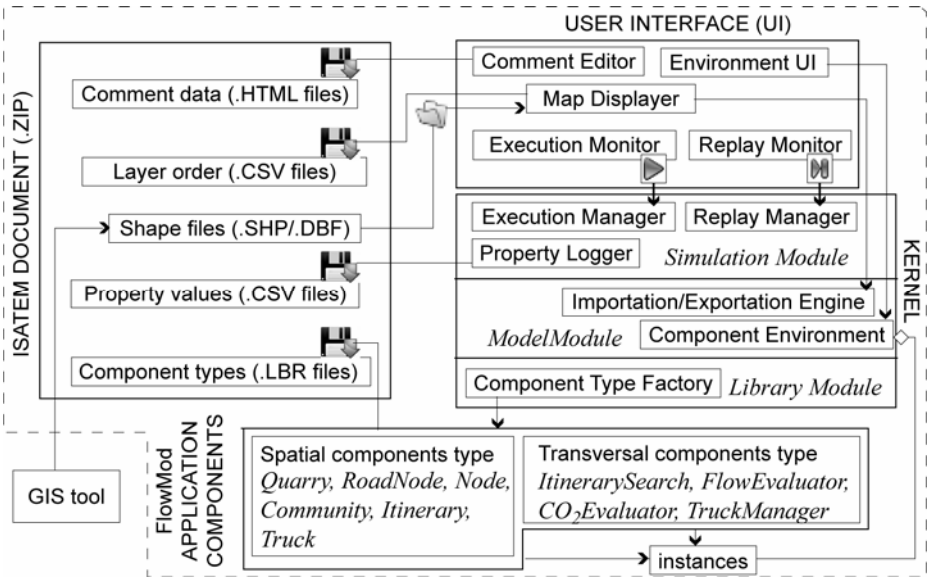 USER INTERFACE (UI)
ISATEM DOCUMENT (.ZIP)
Comment data (.HTML files)
Layer order (.CSV files)
Shape files (.SHP/.DBF)
Property values (.CSV files)
Component types (.LBR files)
Comment Editor
Environment UI
Map Displayer
Execution Monitor
Replay Monitor
Execution Manager
Replay Manager
Property Logger
Simulation Module
KERNEL
Importation/Exportation Engine
Component Environment
ModelModule
Component Type Factory
Library Module
GIS tool
FlowMod
APPLICATION
COMPONENTS
Spatial components type
Quarry, RoadNode, Node,
Community, Itinerary,
Truck
Transversal components type
ItinerarySearch, FlowEvaluator,
CO₂Evaluator, TruckManager
instances